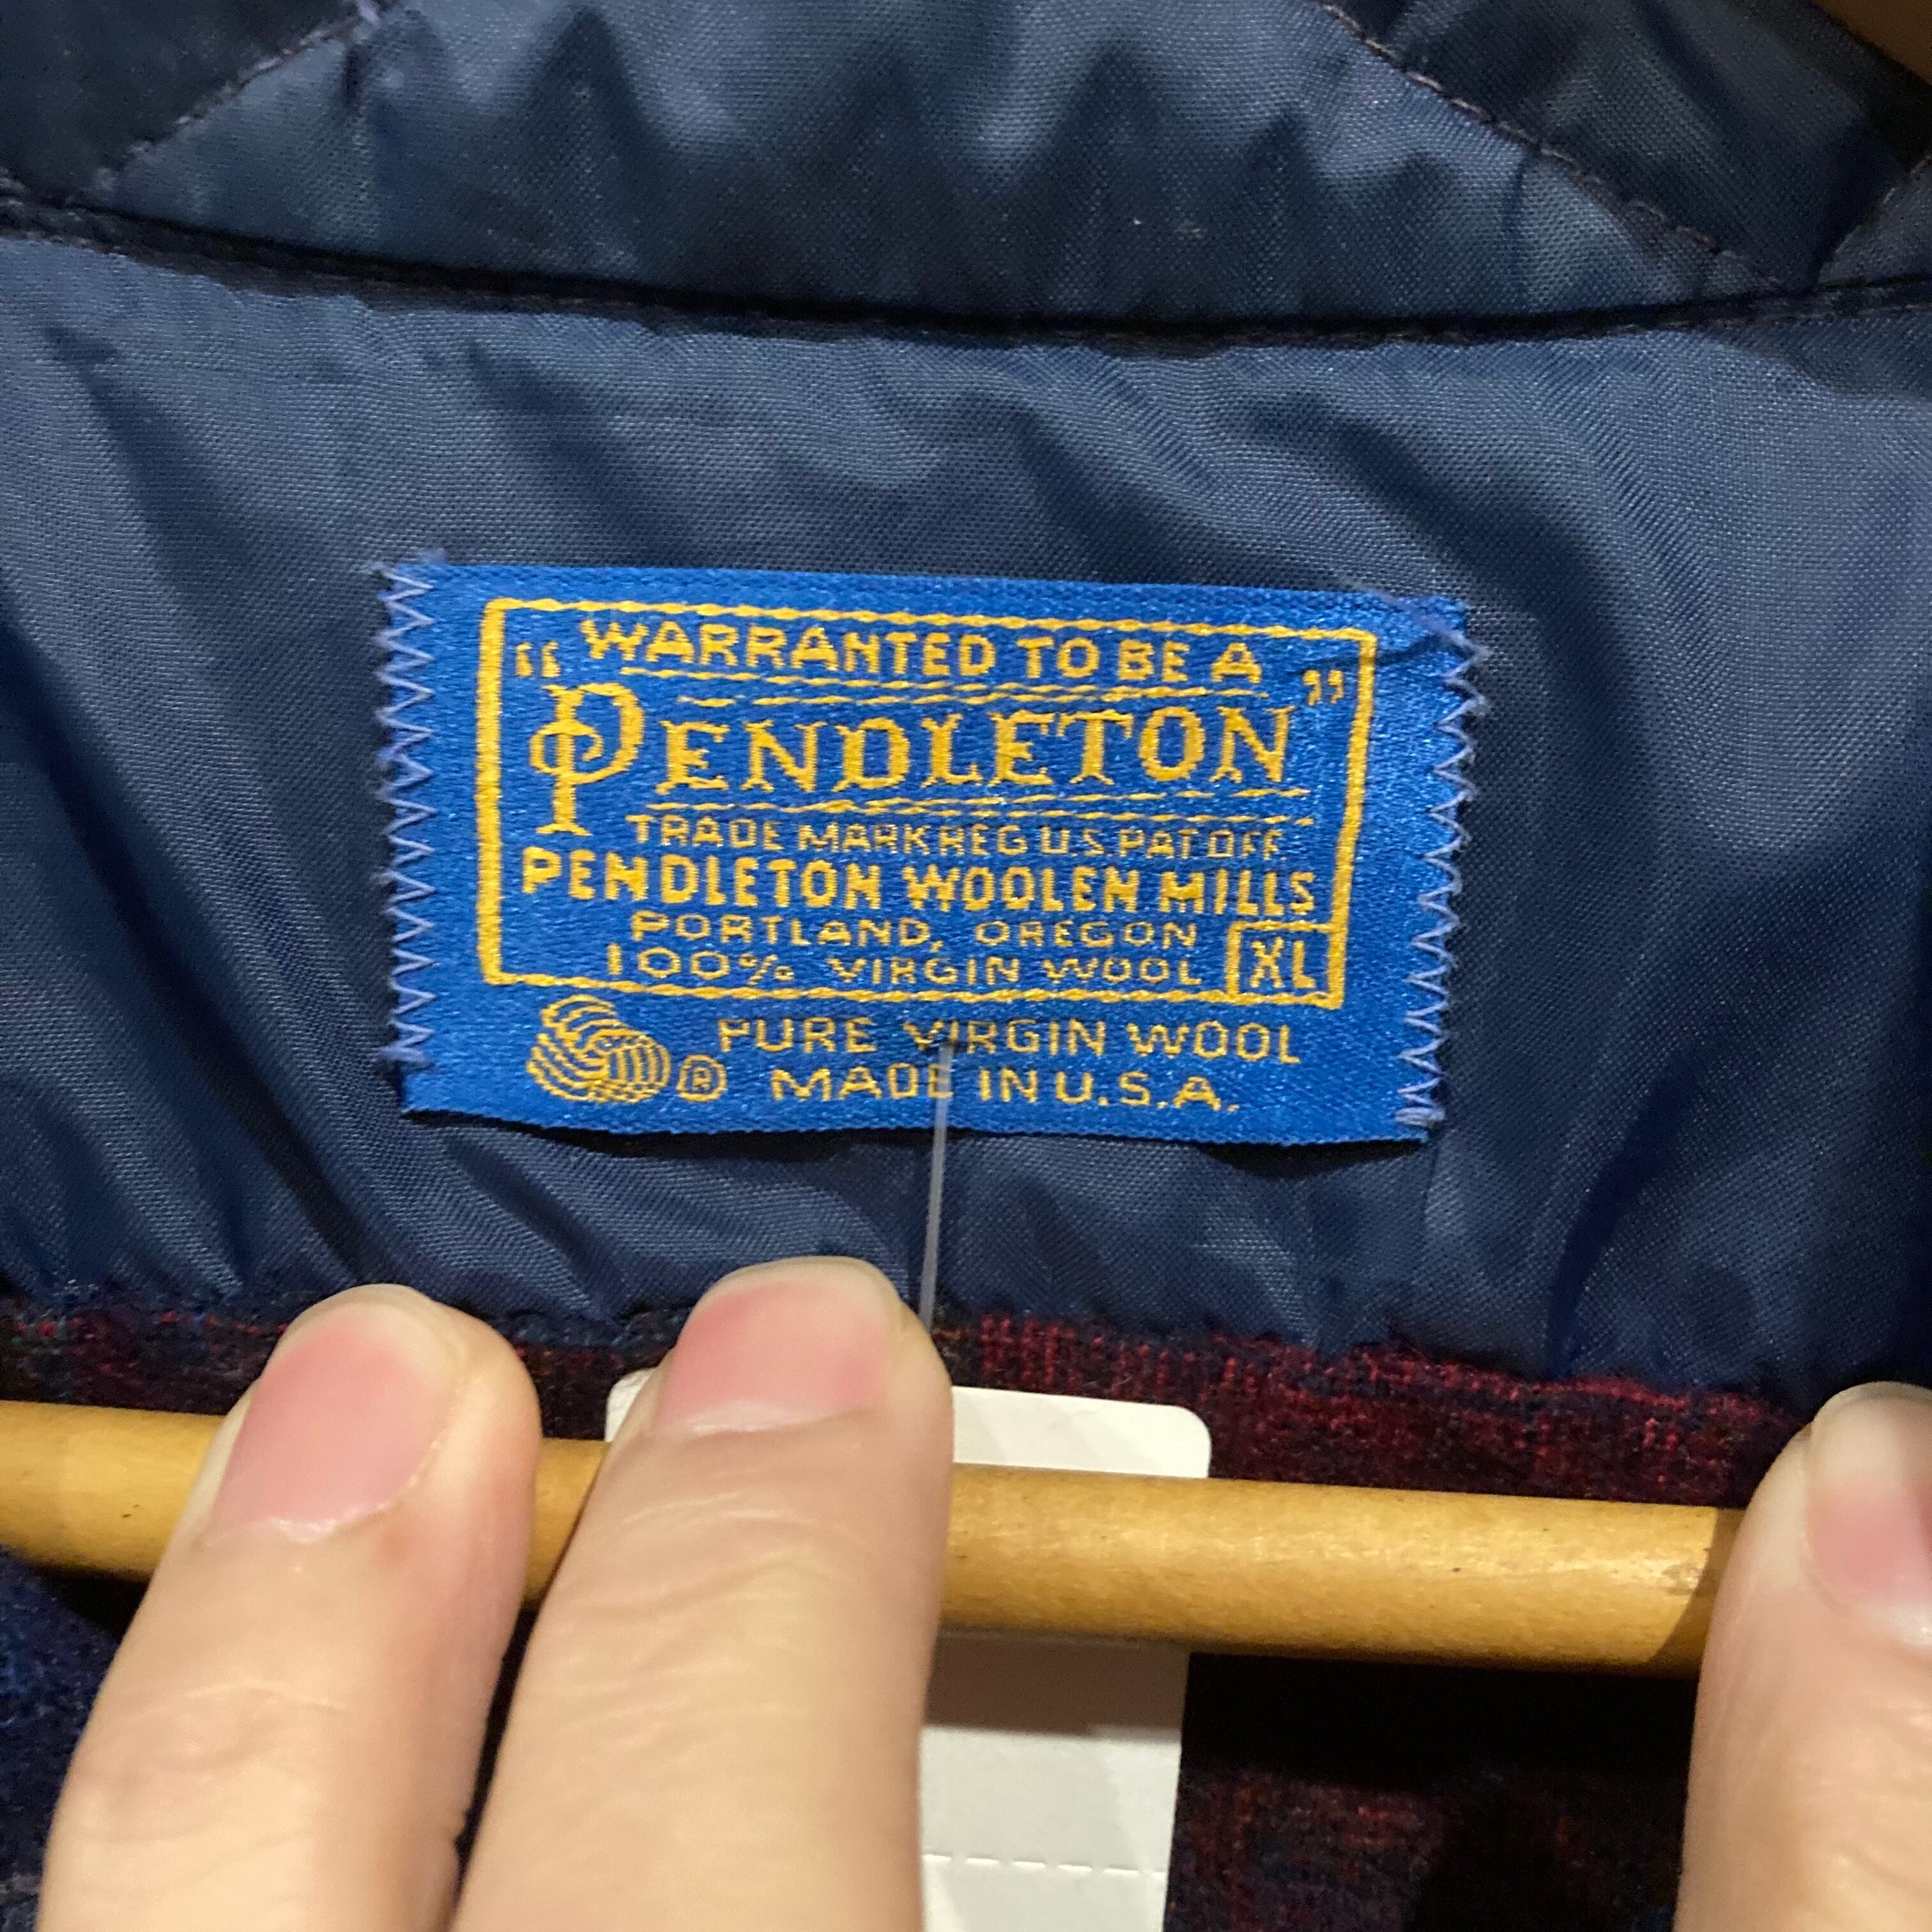 "WARRANTED TO BE A
PENDLETON"
TRADE MARK REG U.S. PAT OFF.
PENDLETON WOOLEN MILLS
PORTLAND, OREGON
100% VIRGIN WOOL XL
® PURE VIRGIN WOOL
MADE IN U.S.A.